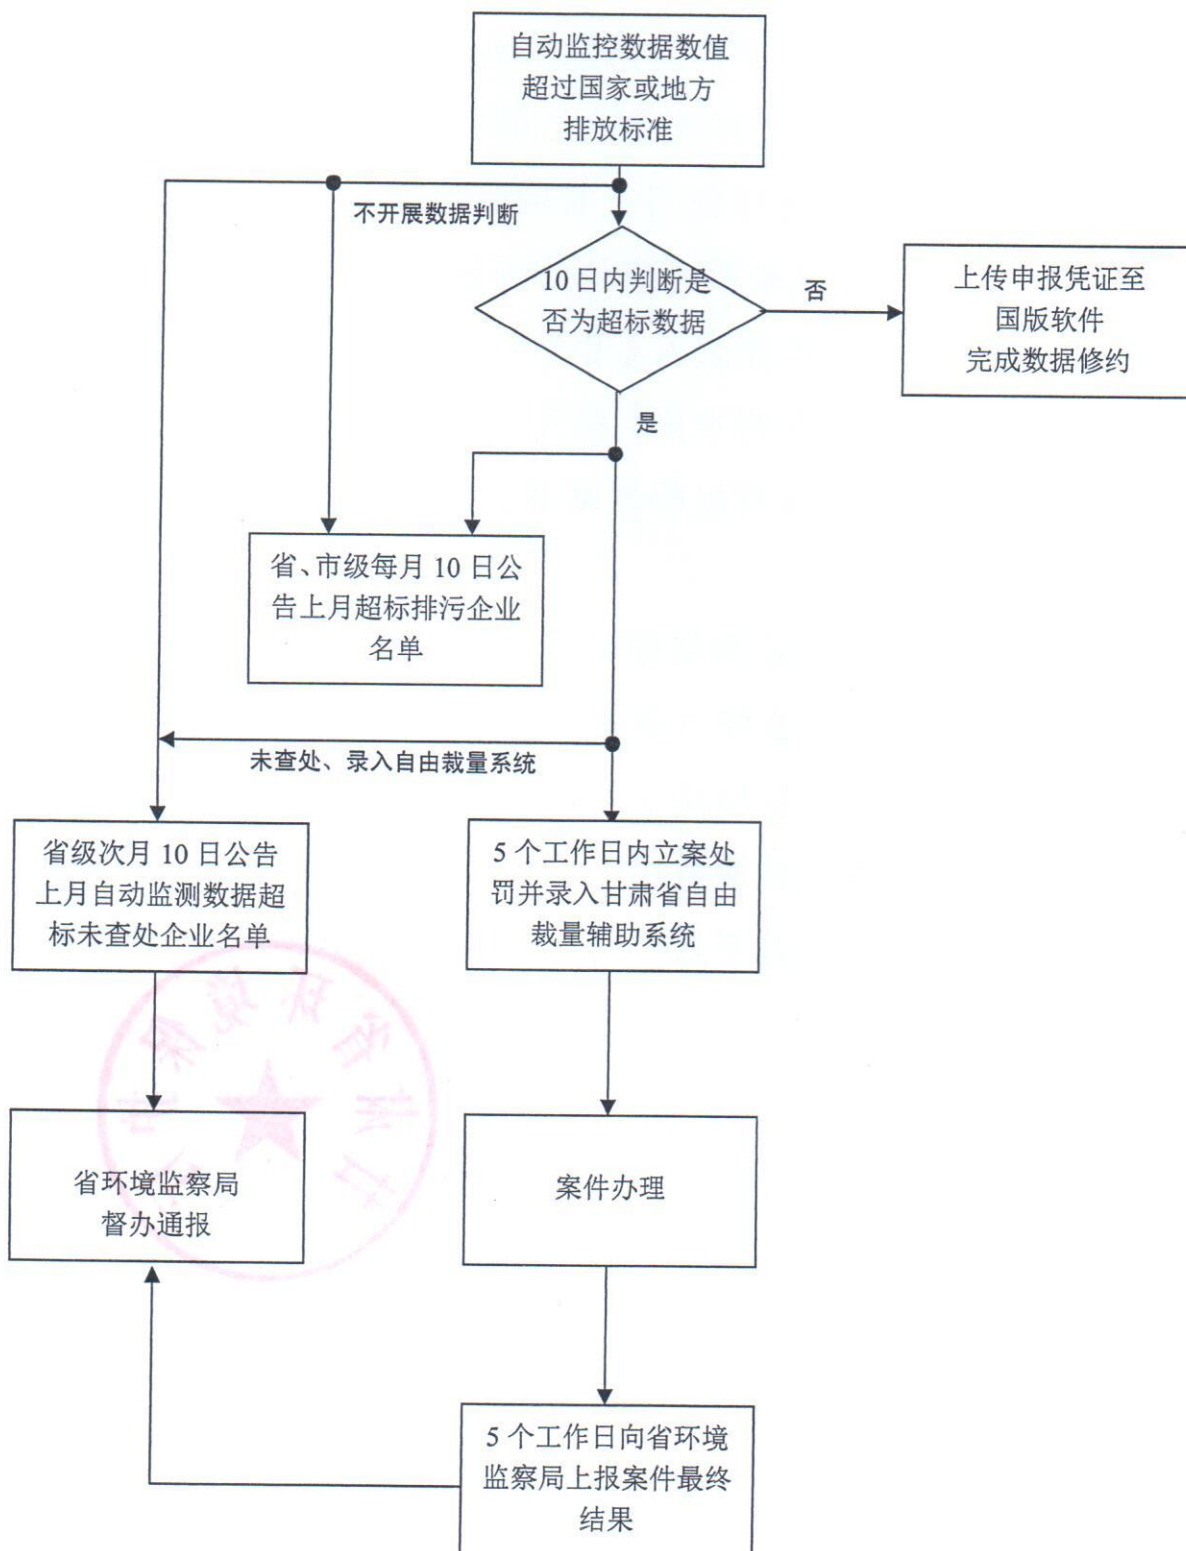 自动监控数据数值
超过国家或地方
排放标准
不开展数据判断
10 日内判断是
否为超标数据
否
上传申报凭证至
国版软件
完成数据修约
是
省、市级每月 10 日公
告上月超标排污企业
名单
未查处、录入自由裁量系统
省级次月 10 日公告
上月自动监测数据超
标未查处企业名单
5 个工作日内立案处
罚并录入甘肃省自由
裁量辅助系统
省环境监察局
督办通报
案件办理
5 个工作日向省环境
监察局上报案件最终
结果